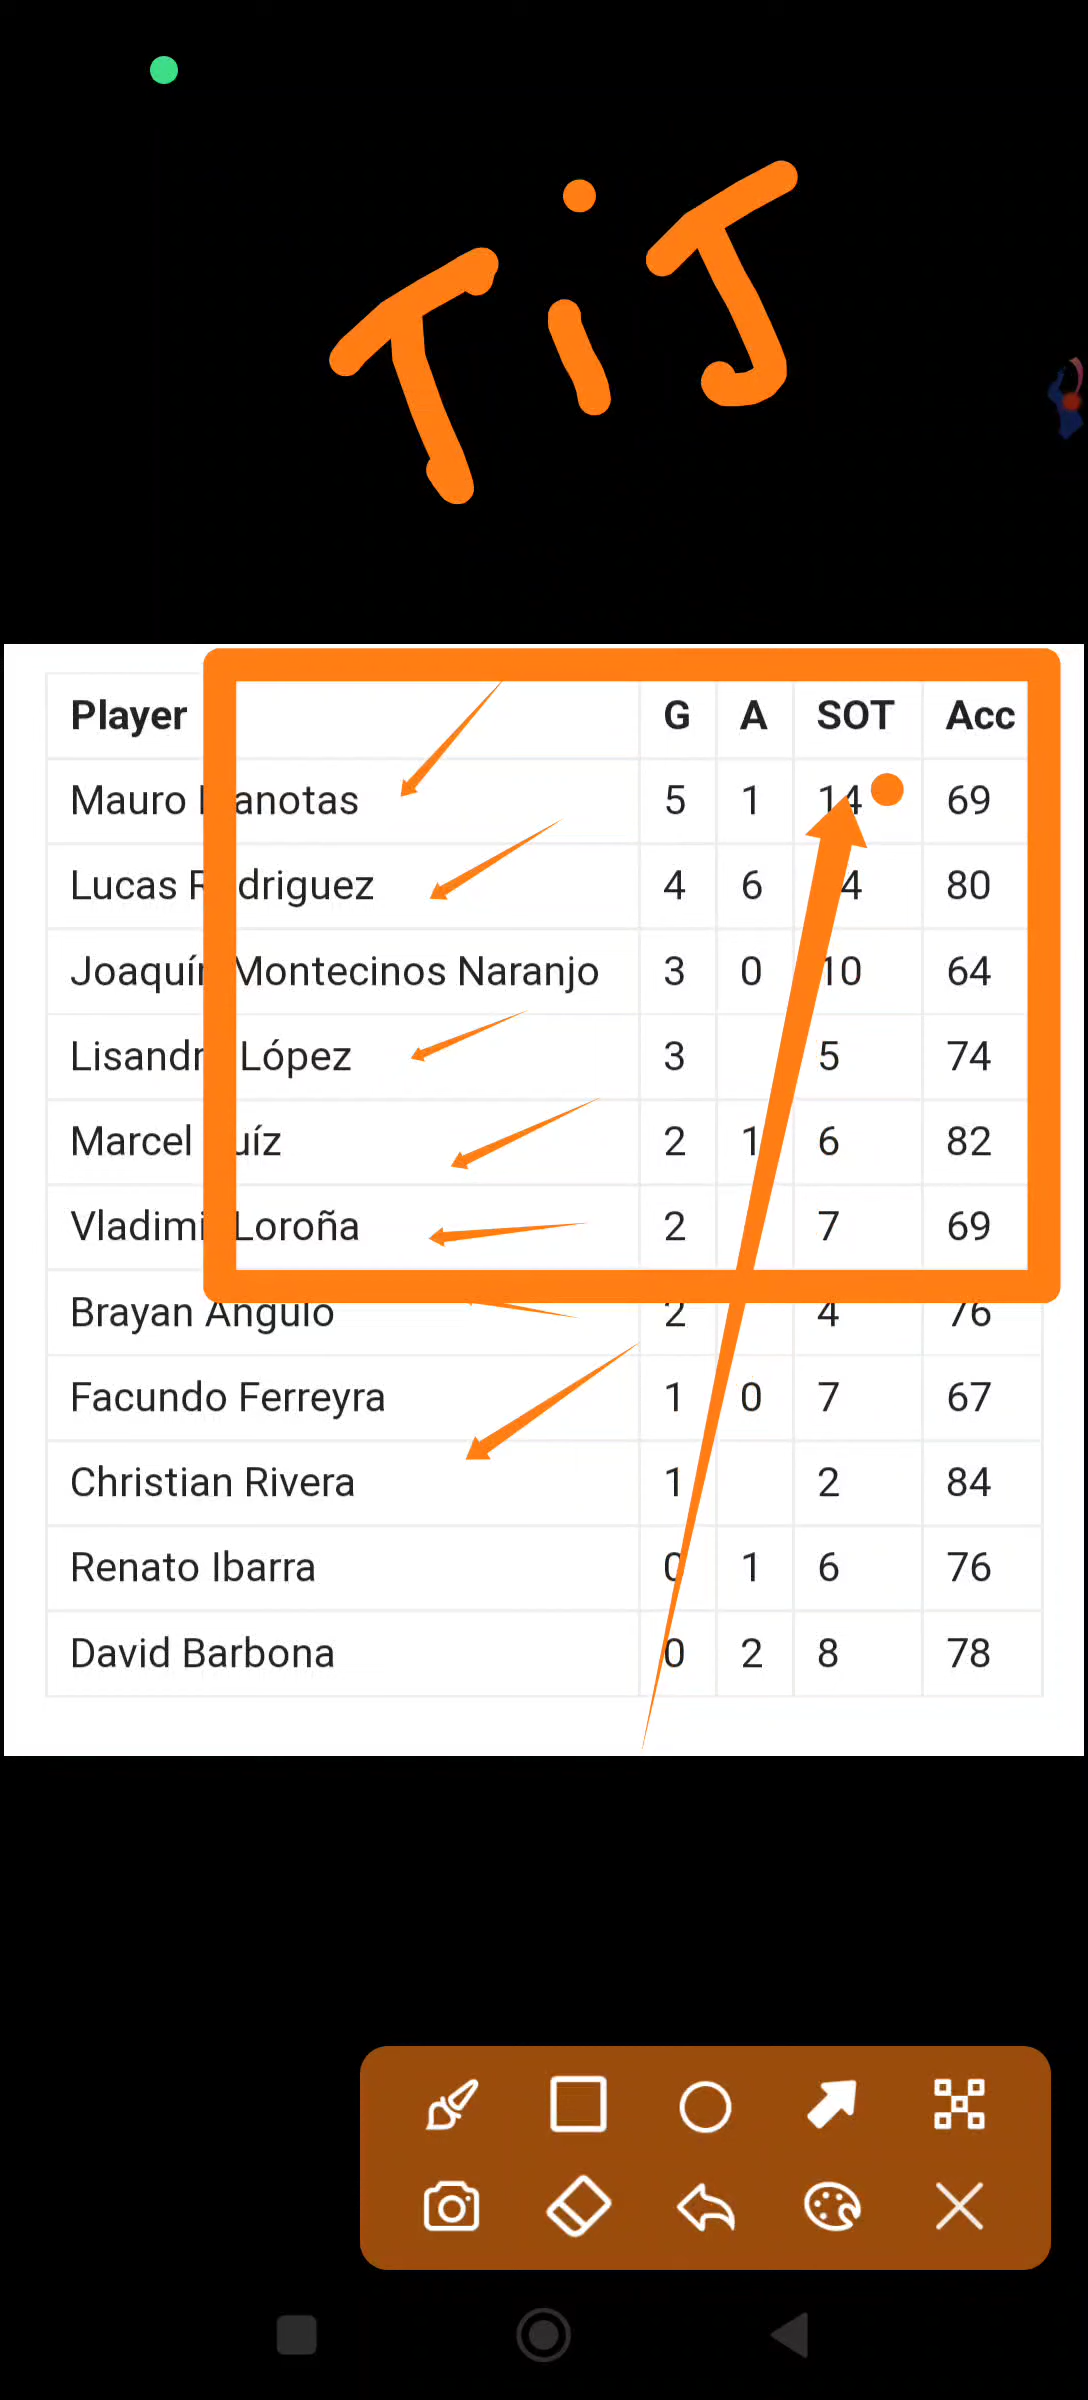 TiJ
Player G A SOT Acc
Mauro anotas 5 1 14 69
Lucas R driguez 4 6 4 80
Joaquín Montecinos Naranjo 3 0 10 64
Lisandr López 3 5 74
Marcel uíz 2 1 6 82
Vladimi Loroña 2 7 69
Brayan Angulo 2 4 76
Facundo Ferreyra 1 0 7 67
Christian Rivera 1 2 84
Renato Ibarra 0 1 6 76
David Barbona 0 2 8 78